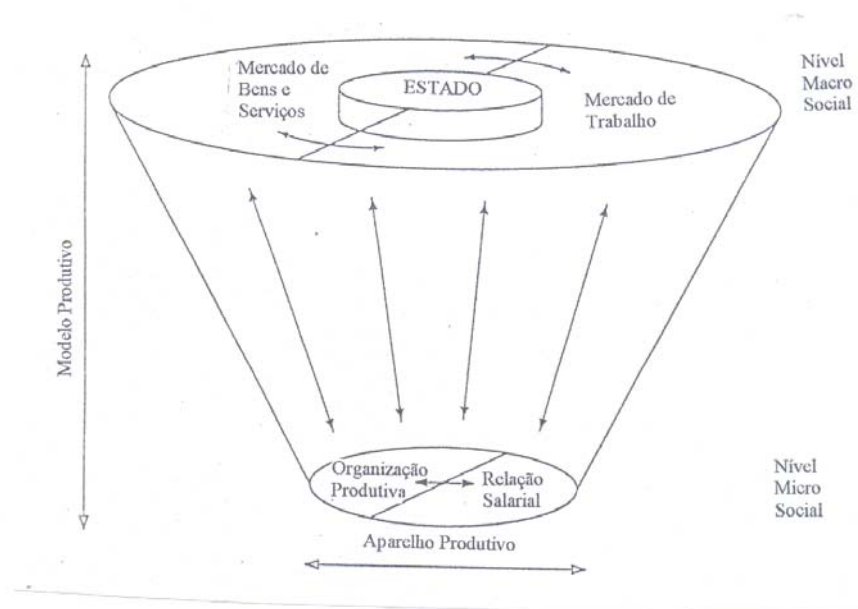 Mercado de
Bens e
Serviços
ESTADO
Mercado de
Trabalho
Nível
Macro
Social
Modelo Produtivo
Organização
Produtiva
Relação
Salarial
Nível
Micro
Social
Aparelho Produtivo